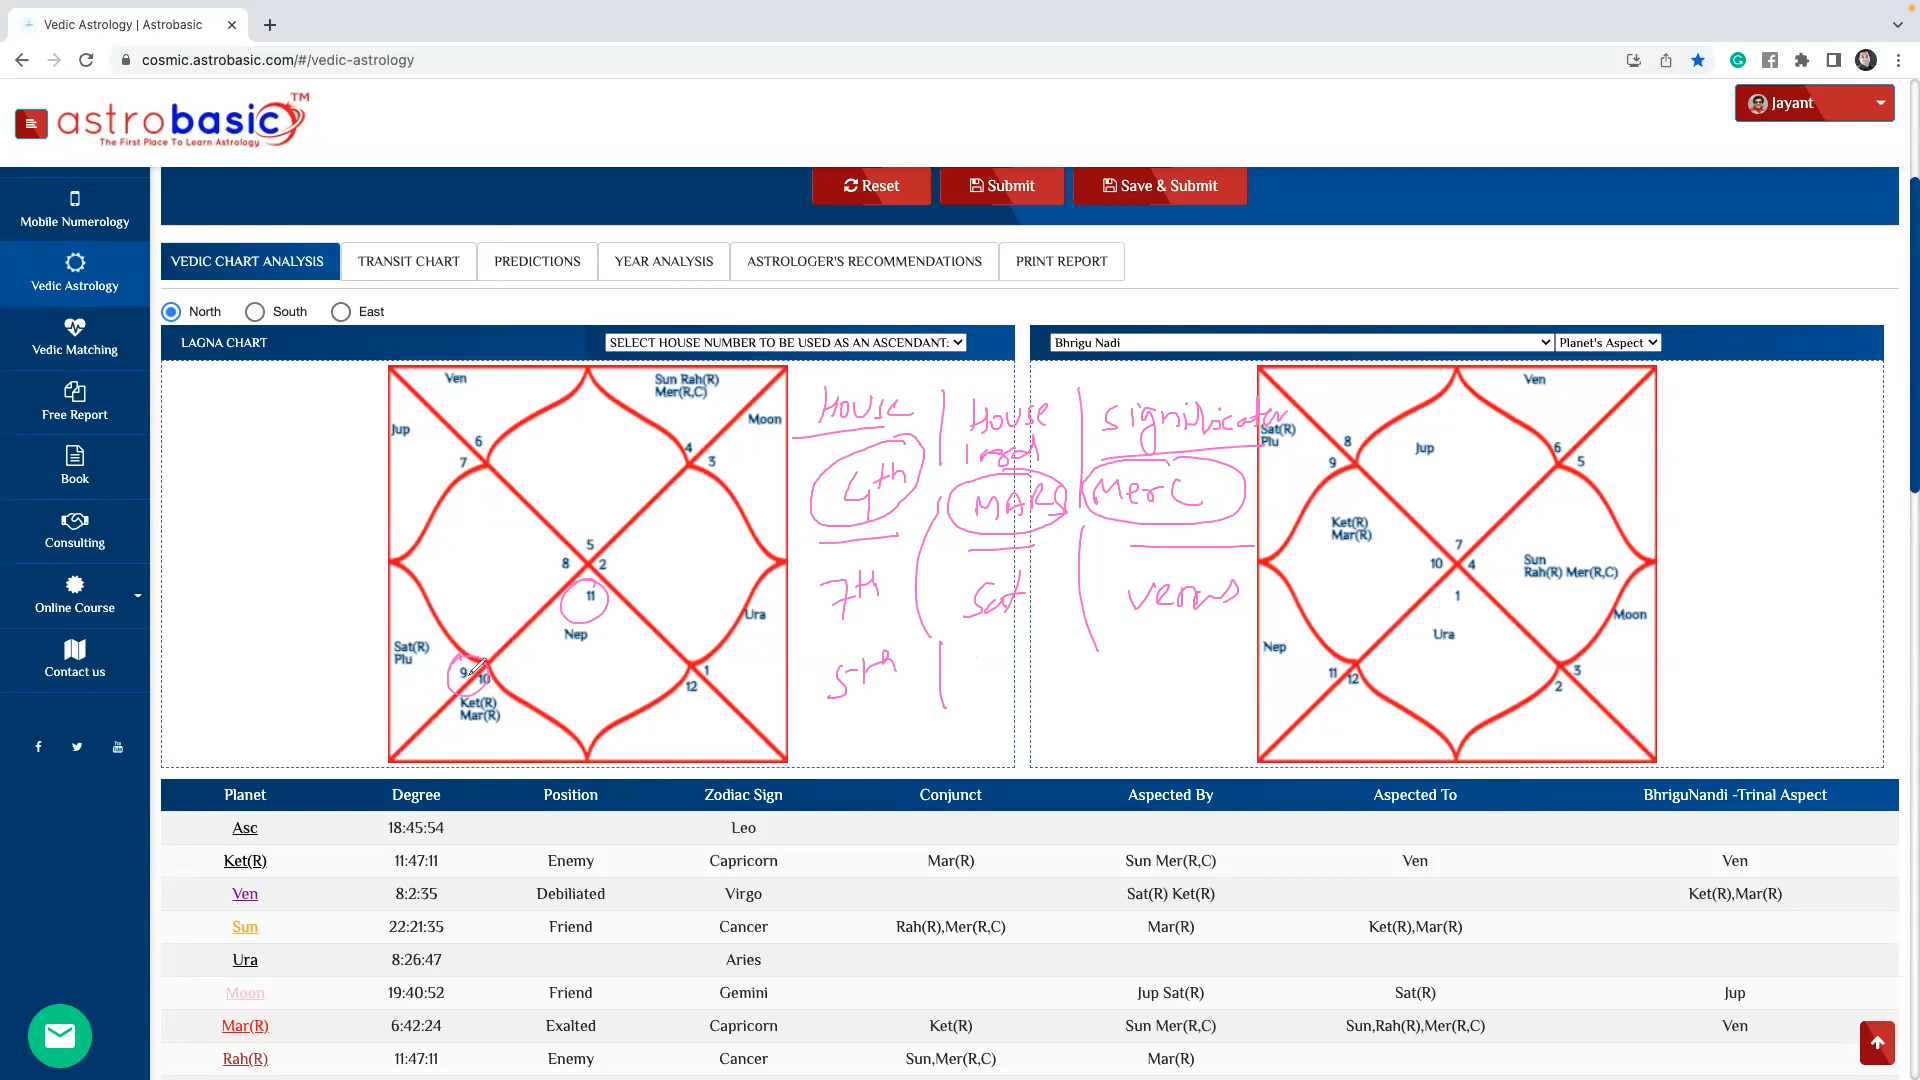 Vedic Astrology | Astrobasic
cosmic.astrobasic.com/#/vedic-astrology
astrobasic TM
The First Place To Learn Astrology
Jayant
Mobile Numerology
Vedic Astrology
Vedic Matching
Free Report
Book
Consulting
Online Course
Contact us
Reset Submit Save & Submit
VEDIC CHART ANALYSIS TRANSIT CHART PREDICTIONS YEAR ANALYSIS ASTROLOGER'S RECOMMENDATIONS PRINT REPORT
North South East
LAGNA CHART SELECT HOUSE NUMBER TO BE USED AS AN ASCENDANT:
Ven
Sun Rah(R)
Mer(R,C)
Jup
Moon
6
4
7
3
5
8 2
11
Nep
Ura
Sat(R)
Plu
9
10
1
12
Ket(R)
Mar(R)
House House lord significator
4th MARS Merc
7th Sat venus
5th
Bhrigu Nadi Planet's Aspect
Ven
Sat(R)
Plu
8
Jup
6
9
5
Ket(R)
Mar(R)
7
10 4
Sun
Rah(R) Mer(R,C)
1
Moon
Ura
Nep
11
12
3
2
Planet Degree Position Zodiac Sign Conjunct Aspected By Aspected To BhriguNandi -Trinal Aspect
Asc 18:45:54 Leo
Ket(R) 11:47:11 Enemy Capricorn Mar(R) Sun Mer(R,C) Ven Ven
Ven 8:2:35 Debiliated Virgo Sat(R) Ket(R) Ket(R),Mar(R)
Sun 22:21:35 Friend Cancer Rah(R),Mer(R,C) Mar(R) Ket(R),Mar(R)
Ura 8:26:47 Aries
Moon 19:40:52 Friend Gemini Jup Sat(R) Sat(R) Jup
Mar(R) 6:42:24 Exalted Capricorn Ket(R) Sun Mer(R,C) Sun,Rah(R),Mer(R,C) Ven
Rah(R) 11:47:11 Enemy Cancer Sun,Mer(R,C) Mar(R)